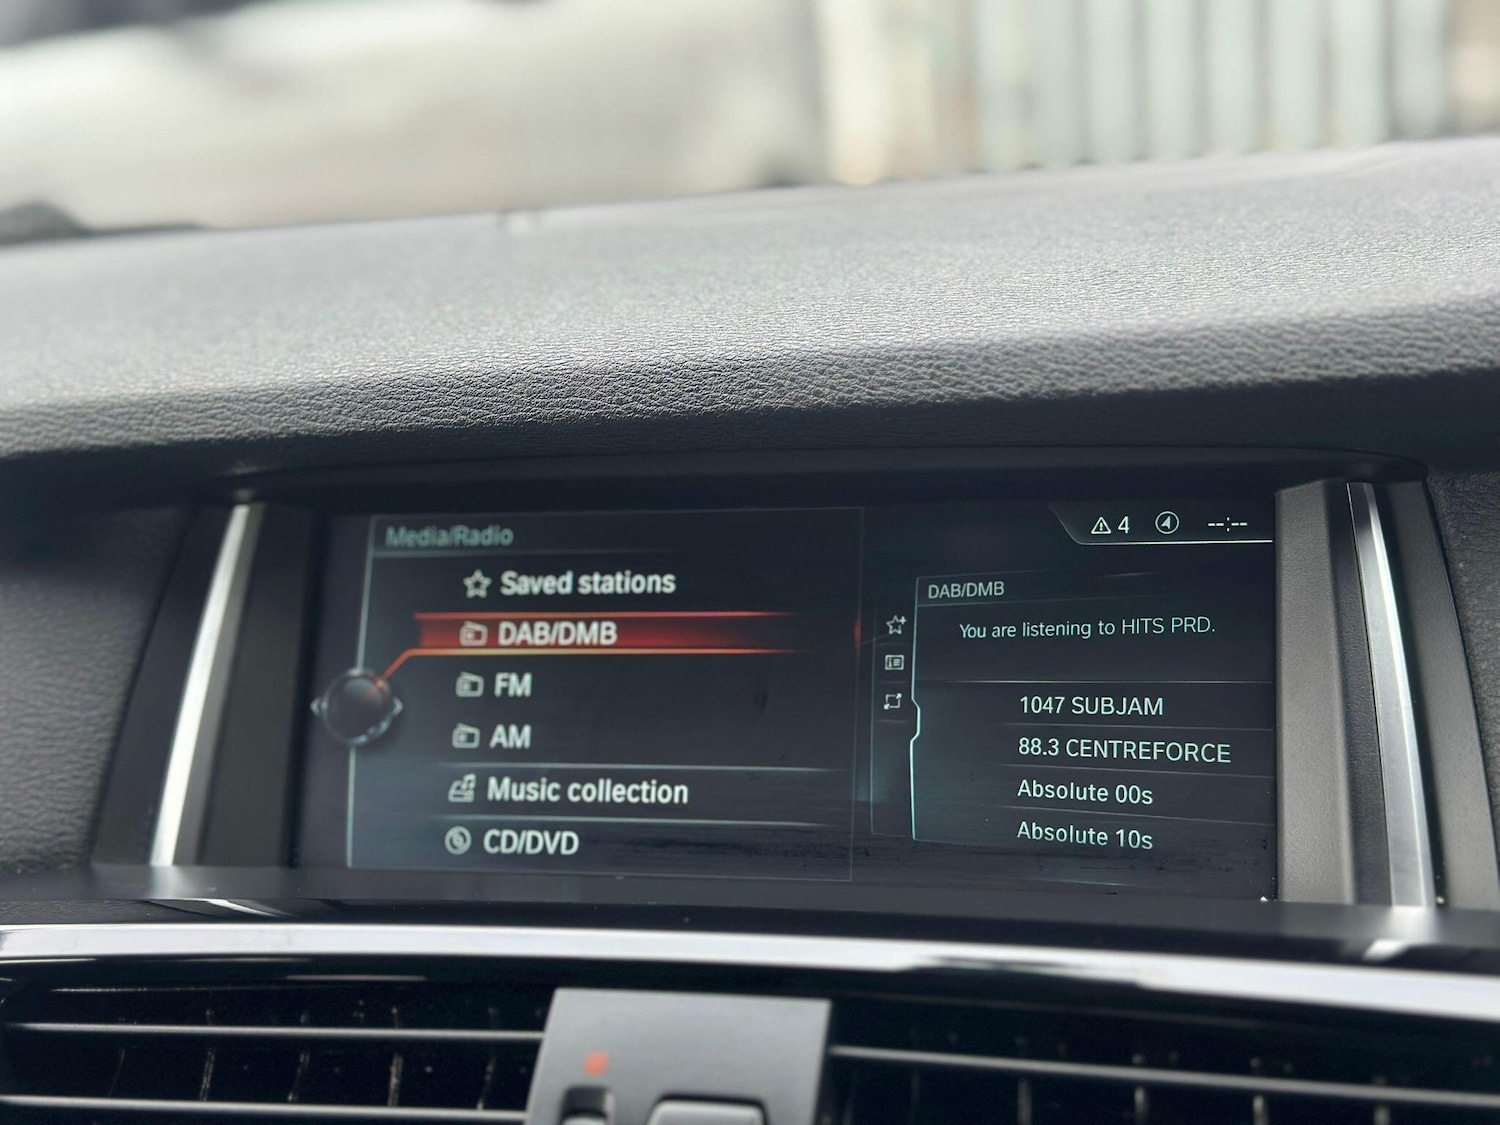 Media/Radio
Saved stations
DAB/DMB
FM
AM
Music collection
CD/DVD
4
--:--
DAB/DMB
You are listening to HITS PRD.
1047 SUBJAM
88.3 CENTREFORCE
Absolute 00s
Absolute 10s